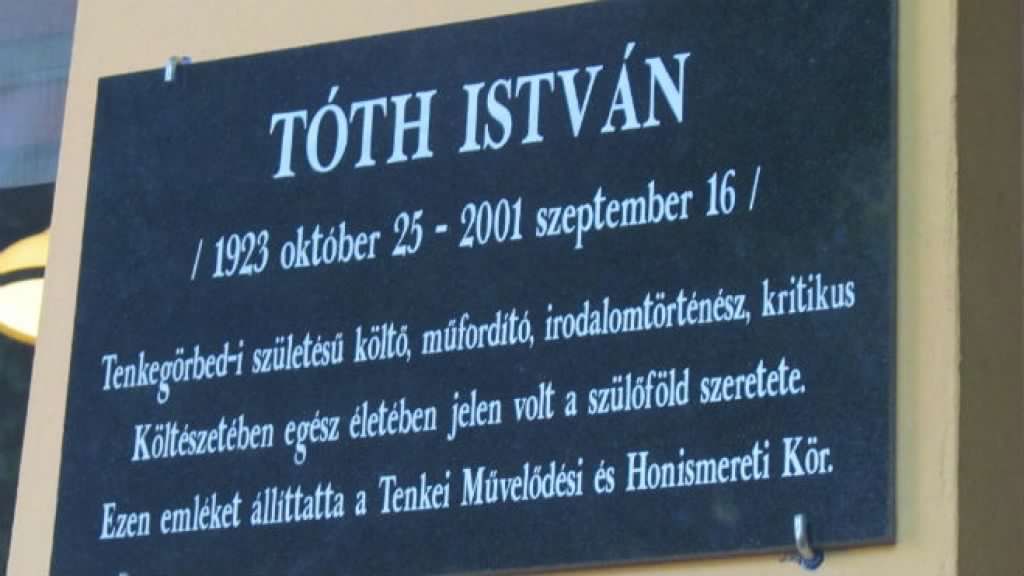 TÓTH ISTVÁN
/ 1923 október 25 - 2001 szeptember 16 /
Tenkegörbed-i születésű költő, műfordító, irodalomtörténész, kritikus
Költészetében egész életében jelen volt a szülőföld szeretete.
Ezen emléket állíttatta a Tenkei Művelődési és Honismereti Kör.